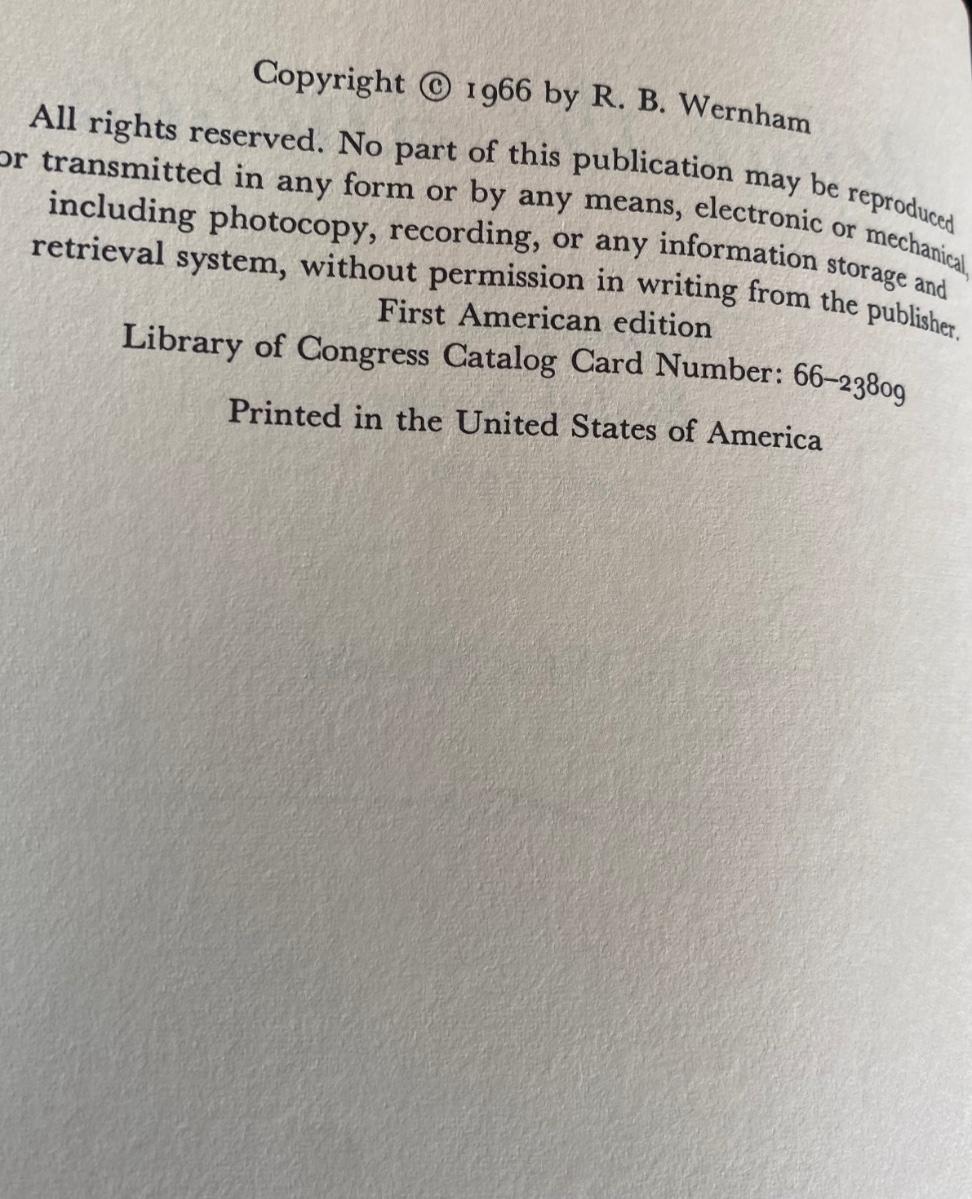 Copyright © 1966 by R. B. Wernham
All rights reserved. No part of this publication may be reproduced
or transmitted in any form or by any means, electronic or mechanical,
including photocopy, recording, or any information storage and
retrieval system, without permission in writing from the publisher.
First American edition
Library of Congress Catalog Card Number: 66–23809
Printed in the United States of America